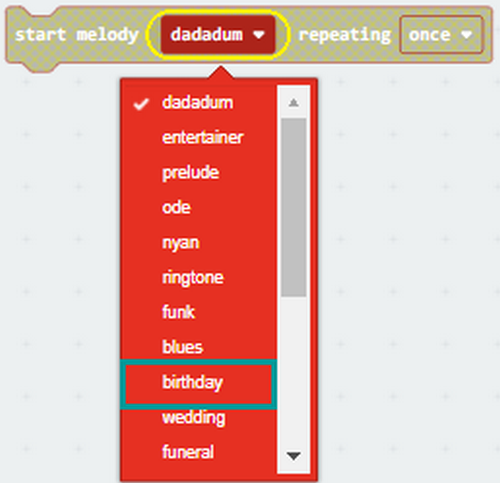 start melody dadadum repeating once
dadadum
entertainer
prelude
ode
nyan
ringtone
funk
blues
birthday
wedding
funeral